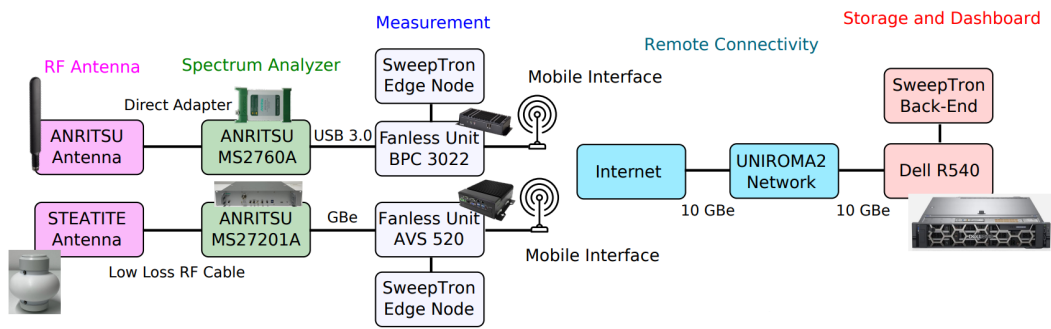 Storage and Dashboard
Measurement
Remote Connectivity
RF Antenna
Spectrum Analyzer
SweepTron
Edge Node
Mobile Interface
SweepTron
Back-End
Direct Adapter
ANRITSU
Antenna
ANRITSU
MS2760A
USB 3.0
Fanless Unit
BPC 3022
Internet
UNIROMA2
Network
Dell R540
10 GBe
10 GBe
STEATITE
Antenna
ANRITSU
MS27201A
GBe
Fanless Unit
AVS 520
Mobile Interface
Low Loss RF Cable
SweepTron
Edge Node